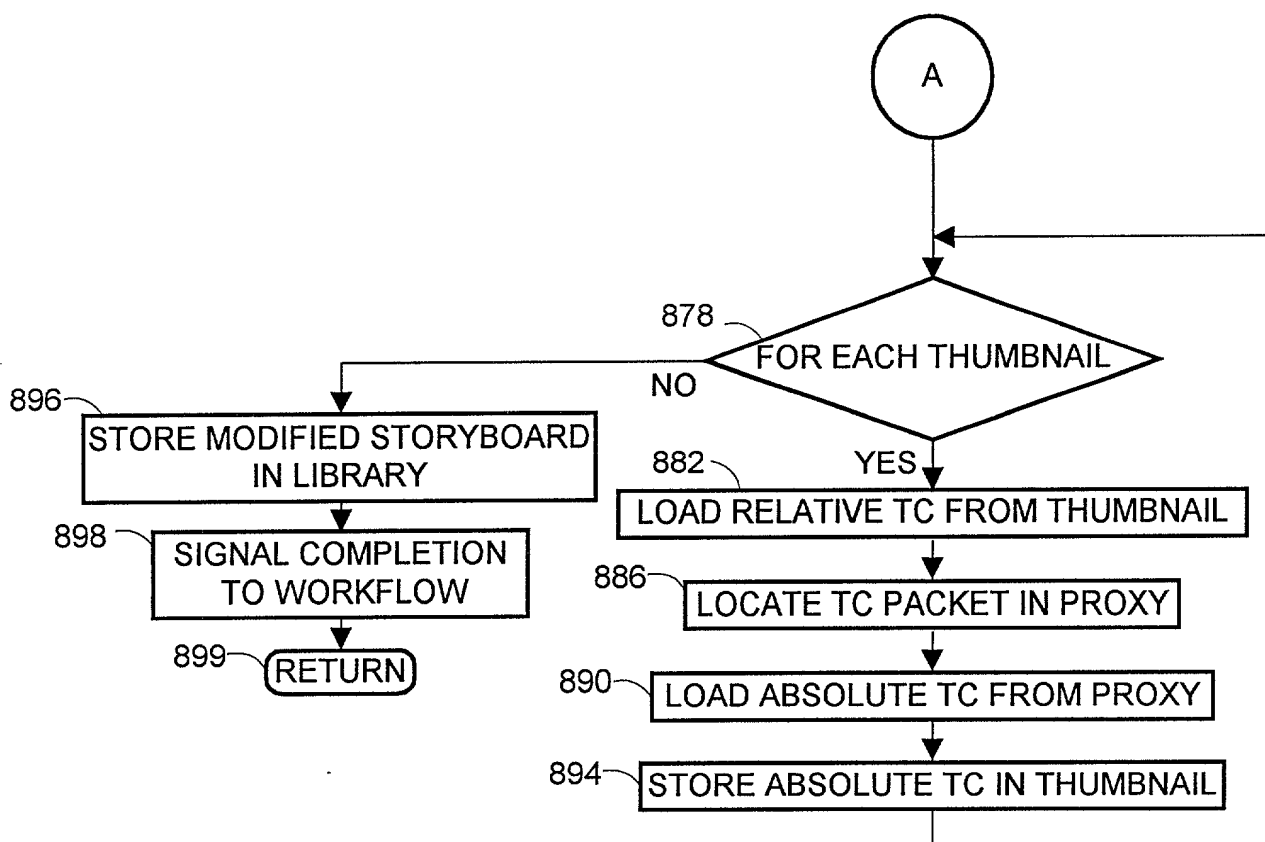 A
878
FOR EACH THUMBNAIL
NO
YES
896
STORE MODIFIED STORYBOARD
IN LIBRARY
898
SIGNAL COMPLETION
TO WORKFLOW
899
RETURN
882
LOAD RELATIVE TC FROM THUMBNAIL
886
LOCATE TC PACKET IN PROXY
890
LOAD ABSOLUTE TC FROM PROXY
894
STORE ABSOLUTE TC IN THUMBNAIL